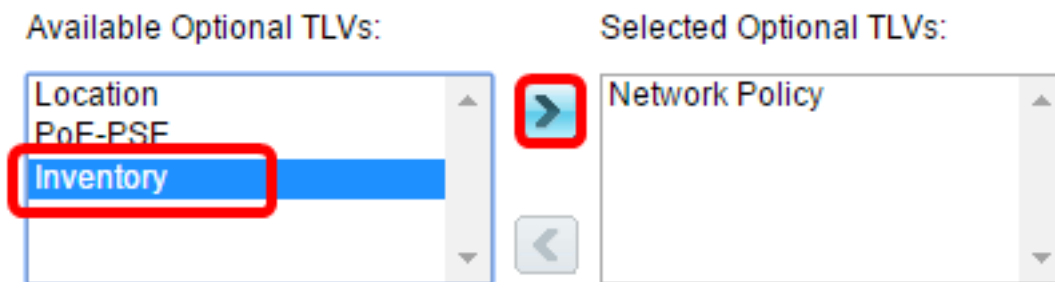 Available Optional TLVs:
Selected Optional TLVs:
Location
PoE-PSE
Inventory
Network Policy